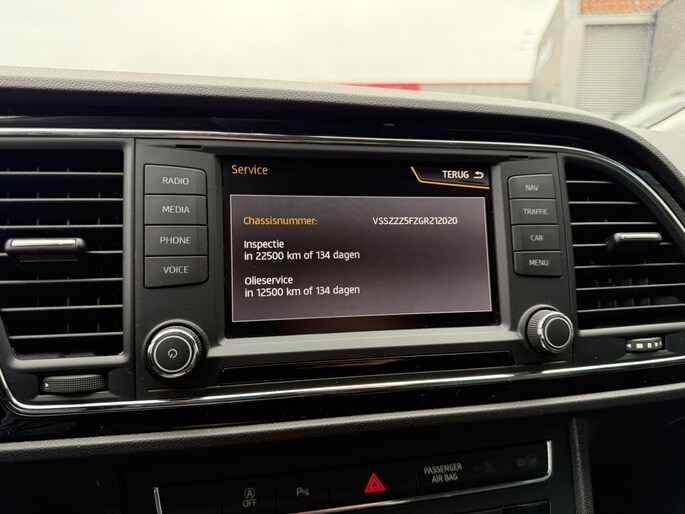 Service
TERUG
RADIO
MEDIA
PHONE
VOICE
NAV
TRAFFIC
CAR
MENU
Chassisnummer: VSSZZZ5FZGR212020
Inspectie
in 22500 km of 134 dagen
Olieservice
in 12500 km of 134 dagen
A
OFF
P
PASSENGER
AIR BAG